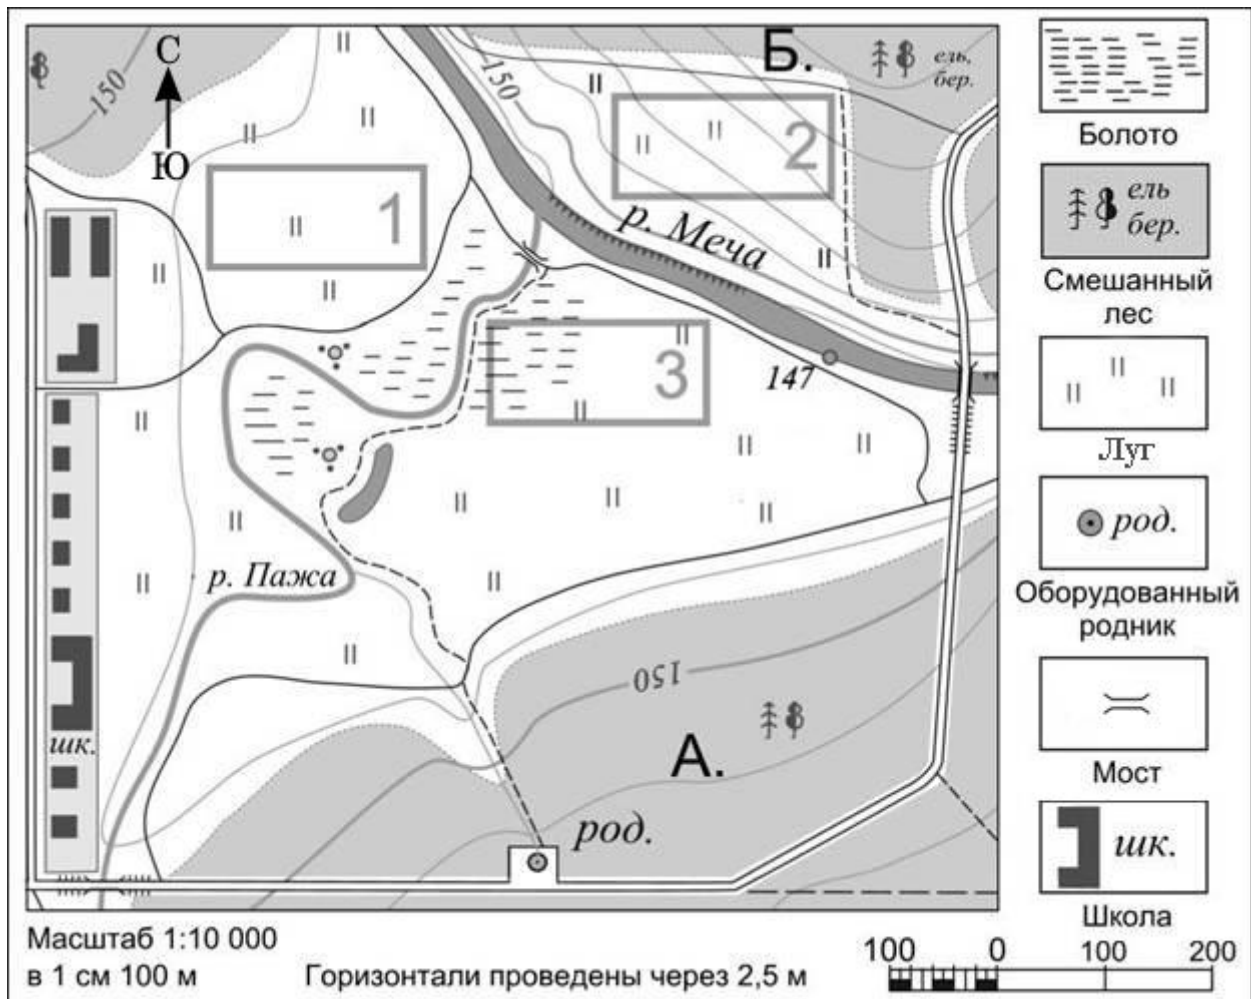 С
Ю
150
150
Б.
ель,
бер.
1
2
р. Меча
3
147
р. Пажа
150
А.
шк.
род.
Болото
ель
бер.
Смешанный
лес
Луг
род.
Оборудованный
родник
Мост
шк.
Школа
Масштаб 1:10 000
в 1 см 100 м
Горизонтали проведены через 2,5 м
100 0 100 200